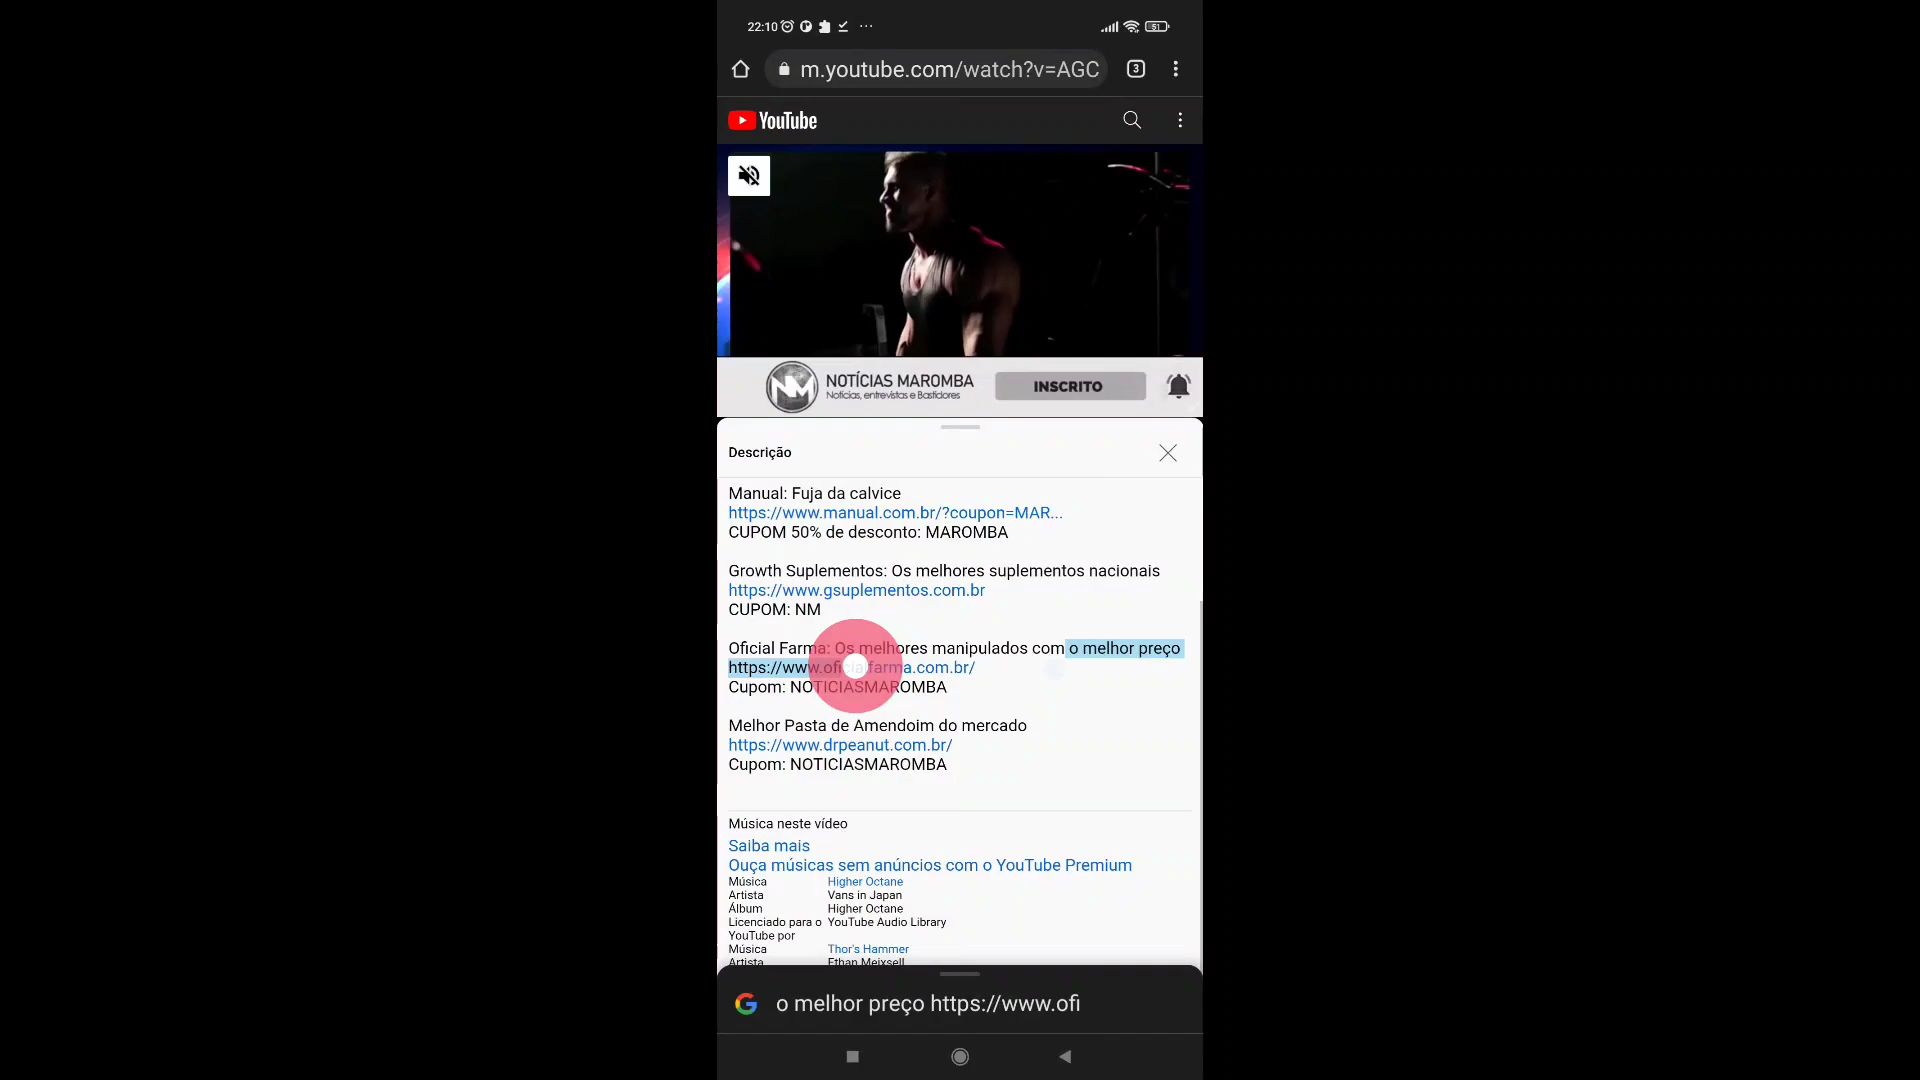 22:10
51
m.youtube.com/watch?v=AGC
3
YouTube
NM
NOTÍCIAS MAROMBA
Notícias, entrevistas e Bastidores
INSCRITO
Descrição
Manual: Fuja da calvice
https://www.manual.com.br/?coupon=MAR...
CUPOM 50% de desconto: MAROMBA
Growth Suplementos: Os melhores suplementos nacionais
https://www.gsuplementos.com.br
CUPOM: NM
Oficial Farma: Os melhores manipulados com o melhor preço
https://www.oficialfarma.com.br/
Cupom: NOTICIASMAROMBA
Melhor Pasta de Amendoim do mercado
https://www.drpeanut.com.br/
Cupom: NOTICIASMAROMBA
Música neste vídeo
Saiba mais
Ouça músicas sem anúncios com o YouTube Premium
Música Higher Octane
Artista Vans in Japan
Álbum Higher Octane
Licenciado para o YouTube Audio Library
YouTube por
Música Thor's Hammer
Artista Ethan Meixsell
o melhor preço https://www.ofi